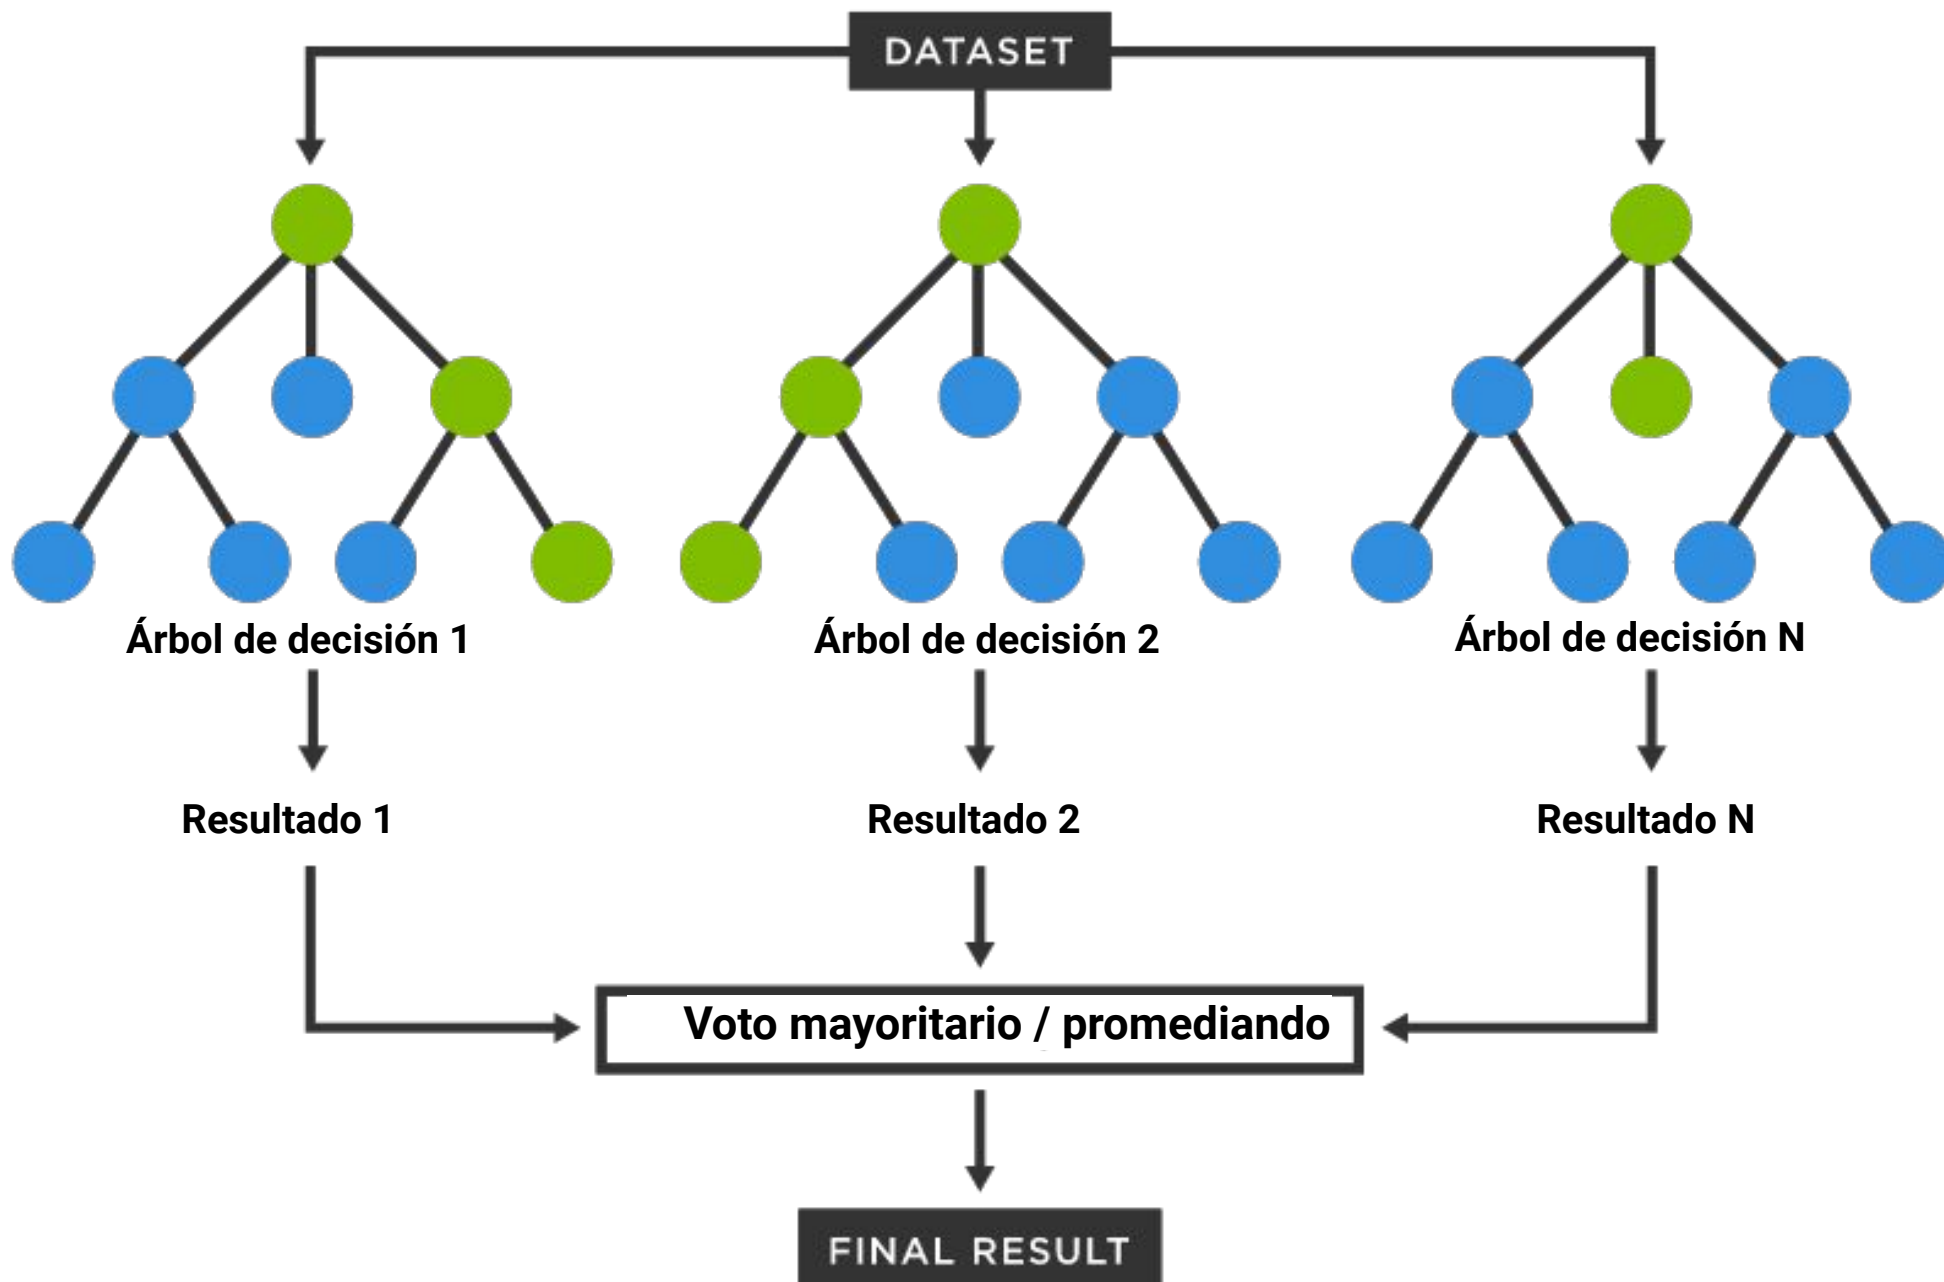 DATASET
Árbol de decisión 1
Árbol de decisión 2
Árbol de decisión N
Resultado 1
Resultado 2
Resultado N
Voto mayoritario / promediando
FINAL RESULT